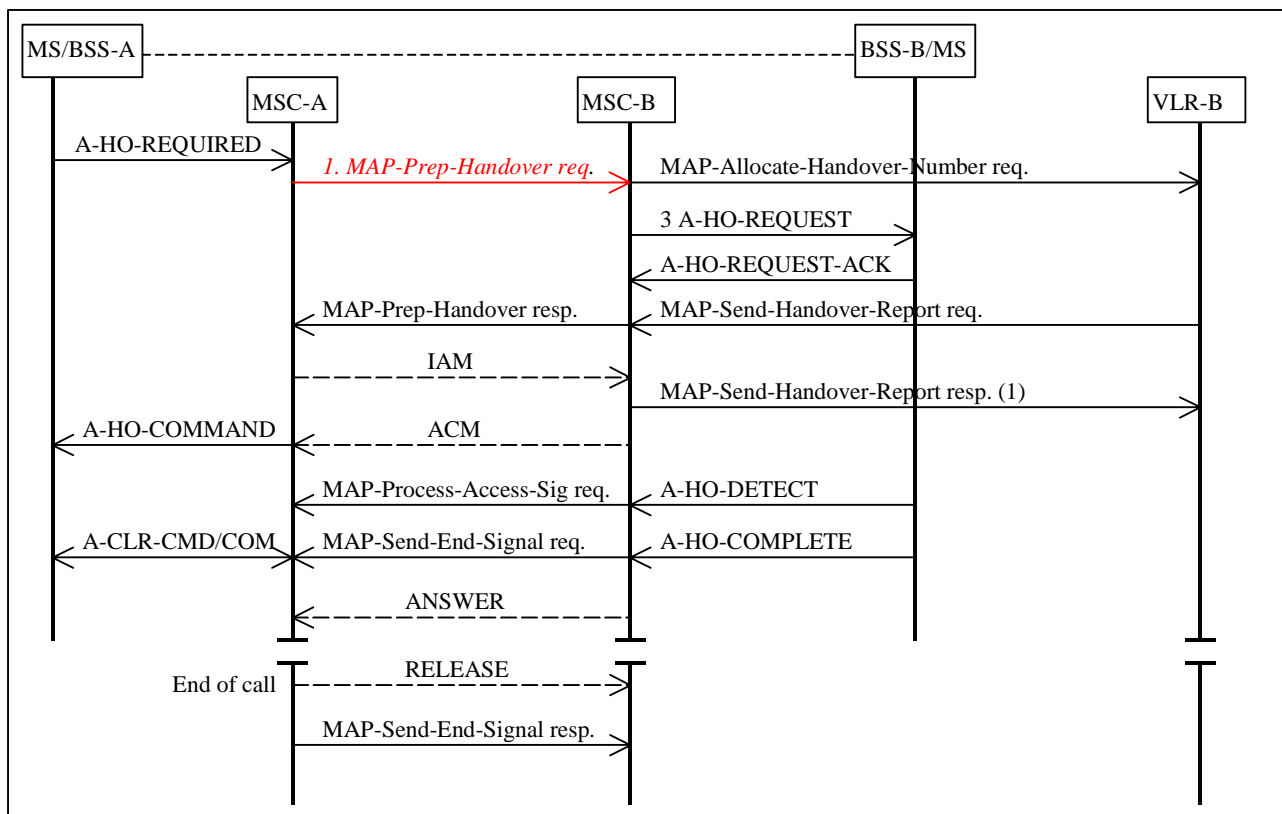 MS/BSS-A
BSS-B/MS
MSC-A
MSC-B
VLR-B
A-HO-REQUIRED
1. MAP-Prep-Handover req.
MAP-Allocate-Handover-Number req.
3 A-HO-REQUEST
A-HO-REQUEST-ACK
MAP-Prep-Handover resp.
MAP-Send-Handover-Report req.
IAM
MAP-Send-Handover-Report resp. (1)
A-HO-COMMAND
ACM
MAP-Process-Access-Sig req.
A-HO-DETECT
A-CLR-CMD/COM
MAP-Send-End-Signal req.
A-HO-COMPLETE
ANSWER
End of call
RELEASE
MAP-Send-End-Signal resp.